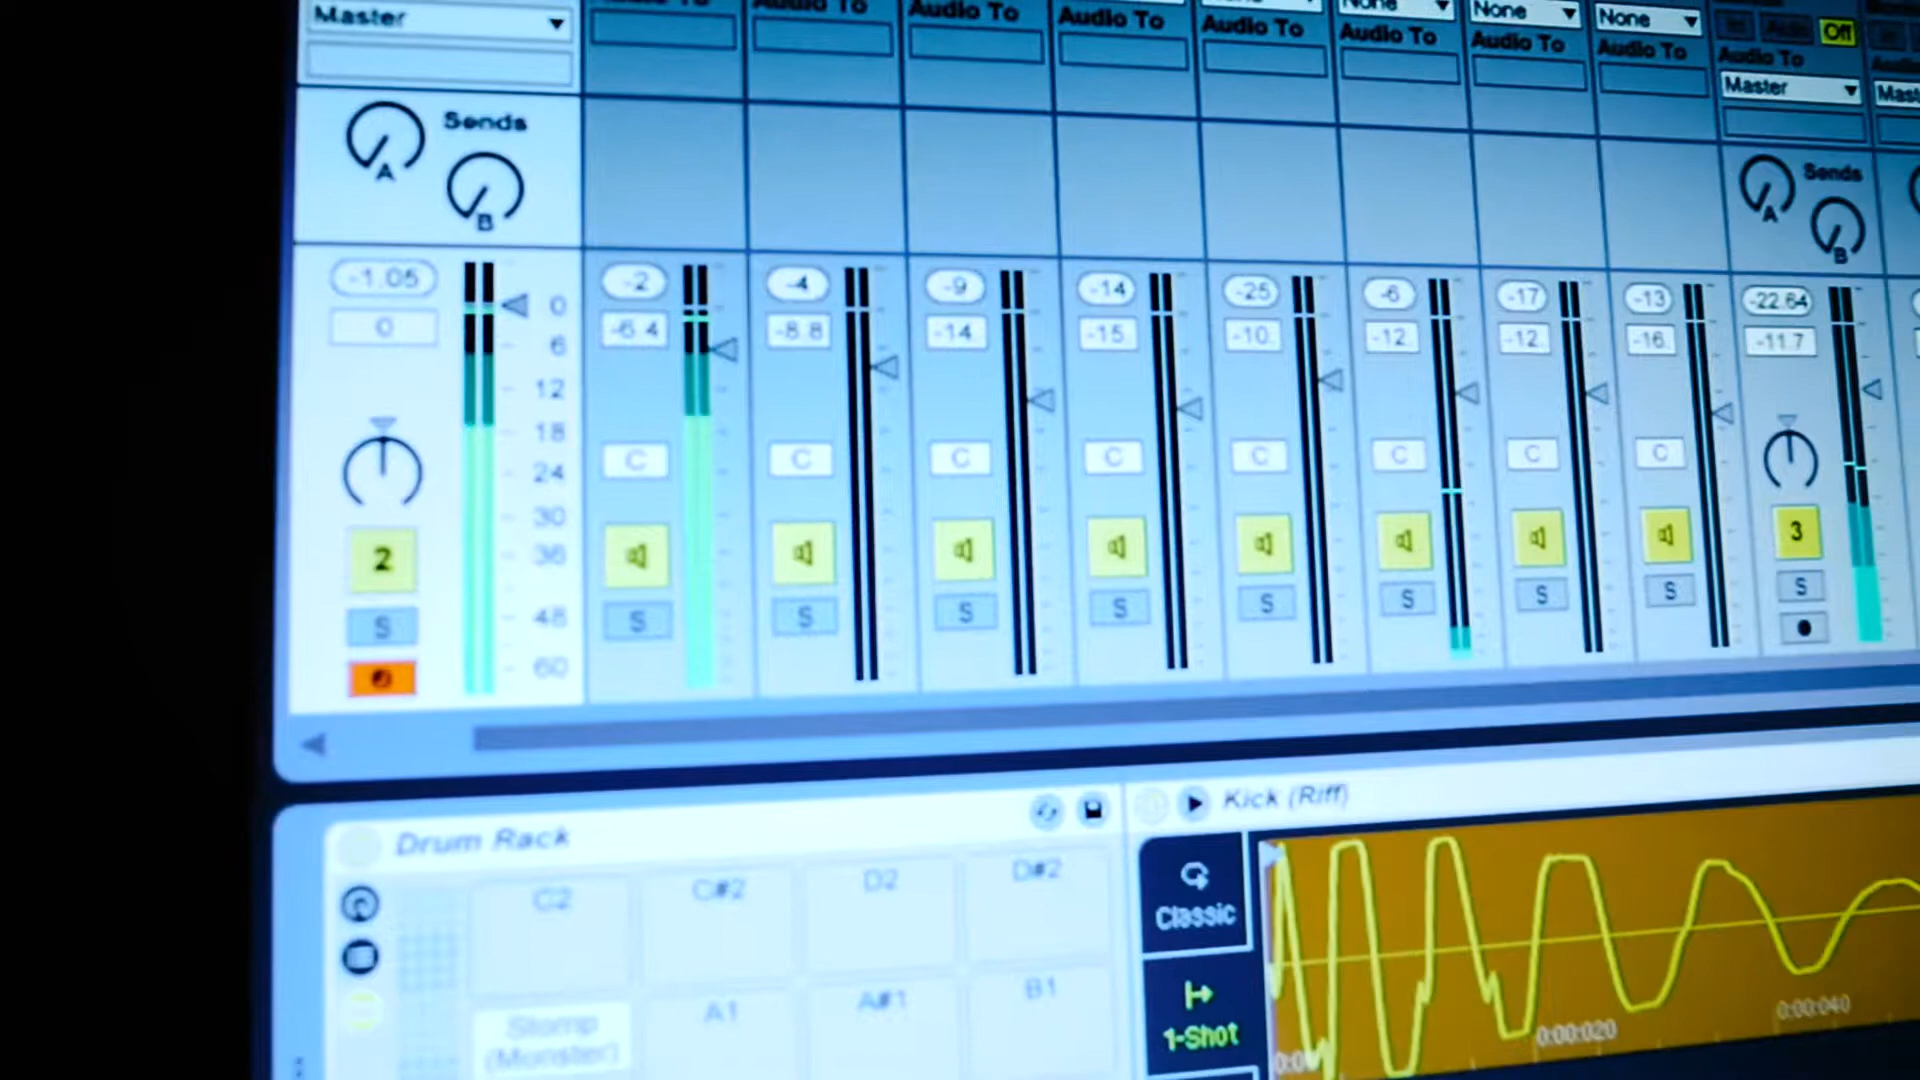 Master
Audio To Audio To Audio To Audio To Audio To Audio To Audio To
None None None Off
Audio To Audio To
Master
Sends
A
B
Sends
A
B
-1.05 -2 -4 -9 -14 -25 -6 -17 -13 -22.64
0 -6.4 -8.8 -14. -15. -10. -12. -12. -16. -11.7
0
6
12
18
24
30
36
48
60
C C C C C C C C
2 3
S S S S S S S S S S
Drum Rack
Kick (Riff)
C2 C#2 D2 D#2
Classic
Stomp
(Monster)
A1 A#1 B1
1-Shot
0:00:020 0:00:040